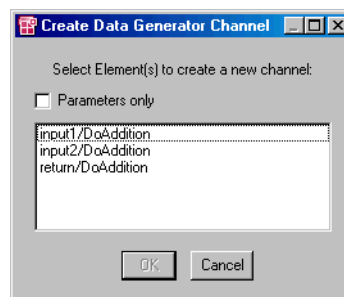 Create Data Generator Channel
Select Element(s) to create a new channel:
Parameters only
input1/DoAddition
input2/DoAddition
return/DoAddition
OK
Cancel